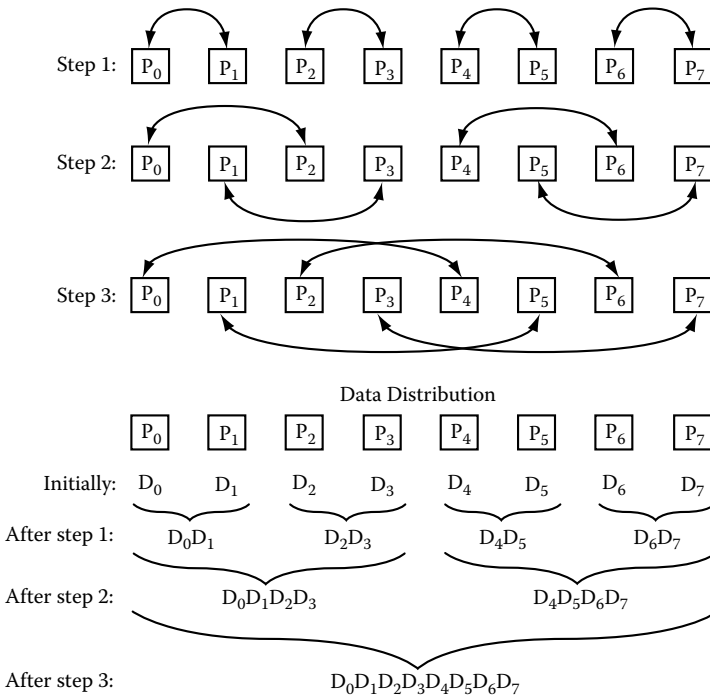 Step 1: P₀ P₁ P₂ P₃ P₄ P₅ P₆ P₇
Step 2: P₀ P₁ P₂ P₃ P₄ P₅ P₆ P₇
Step 3: P₀ P₁ P₂ P₃ P₄ P₅ P₆ P₇
Data Distribution
P₀ P₁ P₂ P₃ P₄ P₅ P₆ P₇
Initially: D₀ D₁ D₂ D₃ D₄ D₅ D₆ D₇
After step 1: D₀D₁ D₂D₃ D₄D₅ D₆D₇
After step 2: D₀D₁D₂D₃ D₄D₅D₆D₇
After step 3: D₀D₁D₂D₃D₄D₅D₆D₇